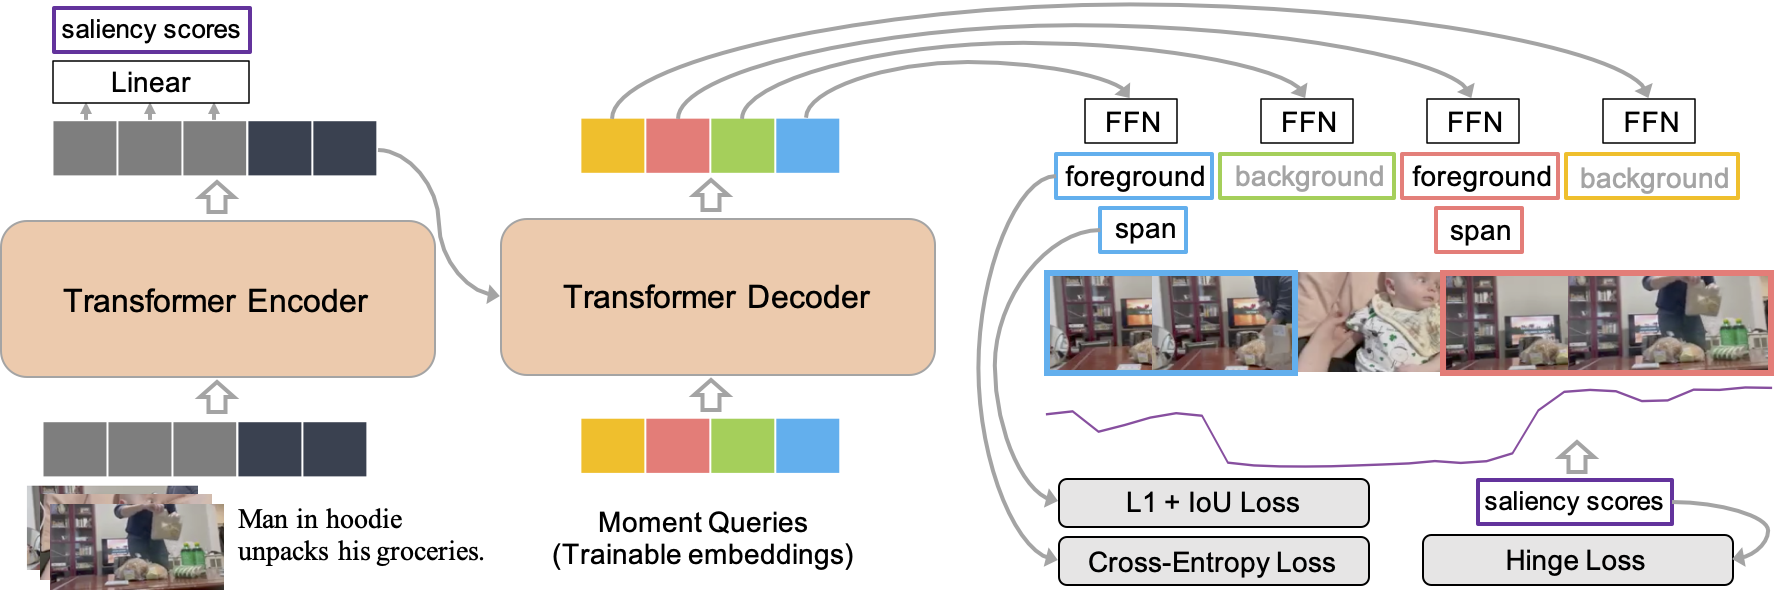 saliency scores
Linear
Transformer Encoder
Man in hoodie
unpacks his groceries.
Transformer Decoder
Moment Queries
(Trainable embeddings)
FFN
FFN
FFN
FFN
foreground
background
foreground
background
span
span
saliency scores
L1 + IoU Loss
Cross-Entropy Loss
Hinge Loss